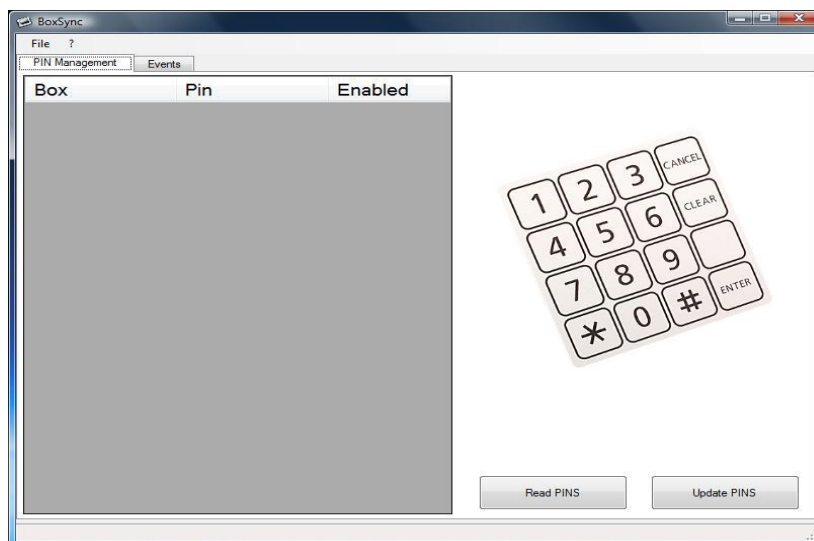 BoxSync
File ?
PIN Management Events
Box Pin Enabled
1 2 3 CANCEL
4 5 6 CLEAR
7 8 9
* 0 # ENTER
Read PINS Update PINS